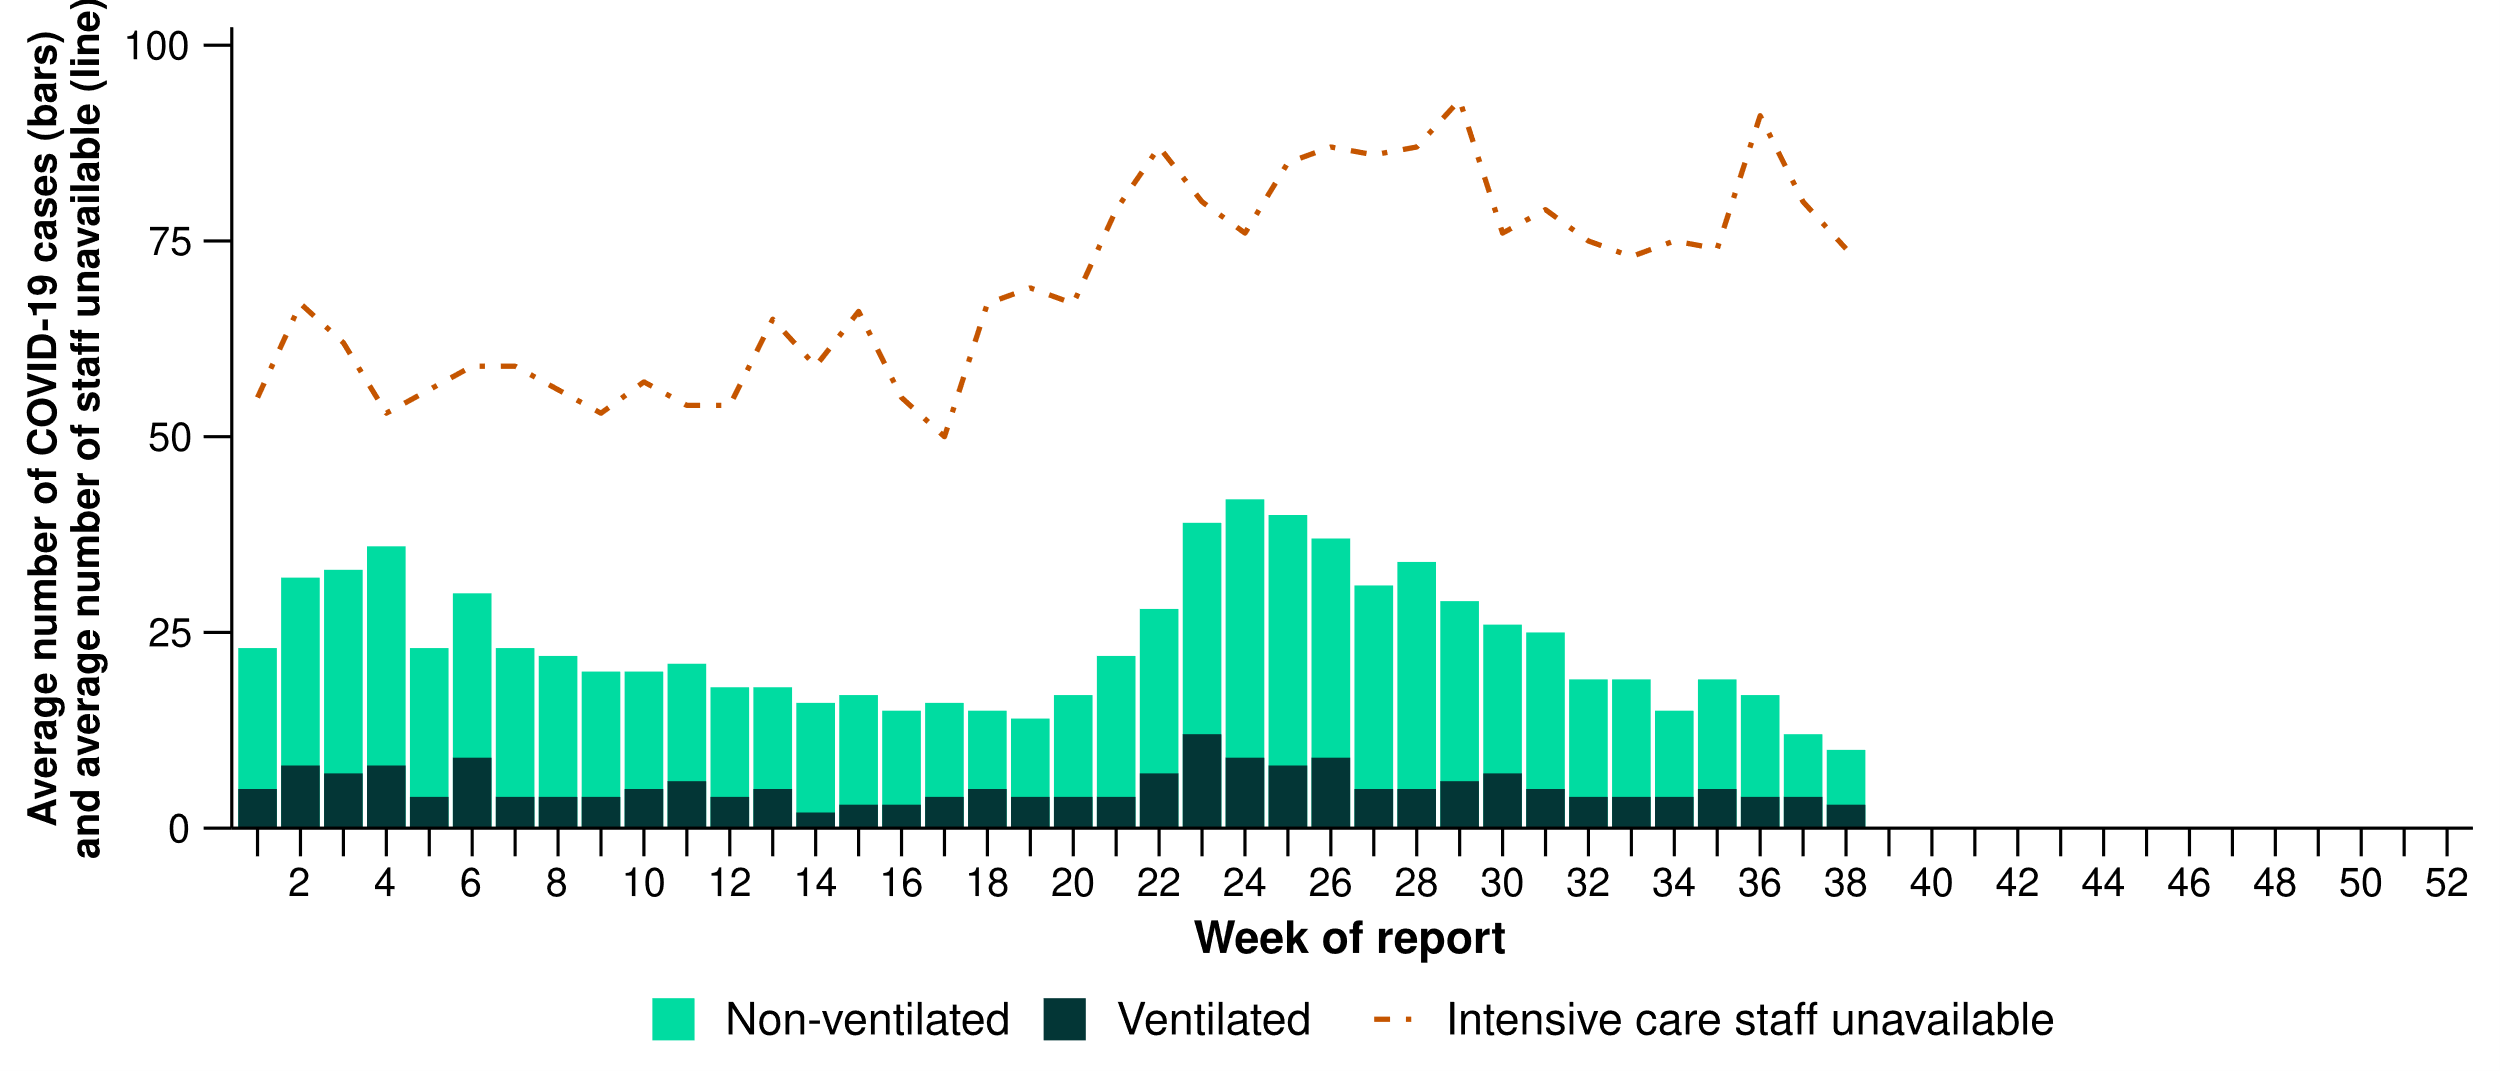 Average number of COVID-19 cases (bars)
and average number of staff unavailable (line)
100
75
50
25
0
2 4 6 8 10 12 14 16 18 20 22 24 26 28 30 32 34 36 38 40 42 44 46 48 50 52
Week of report
Non-ventilated Ventilated Intensive care staff unavailable